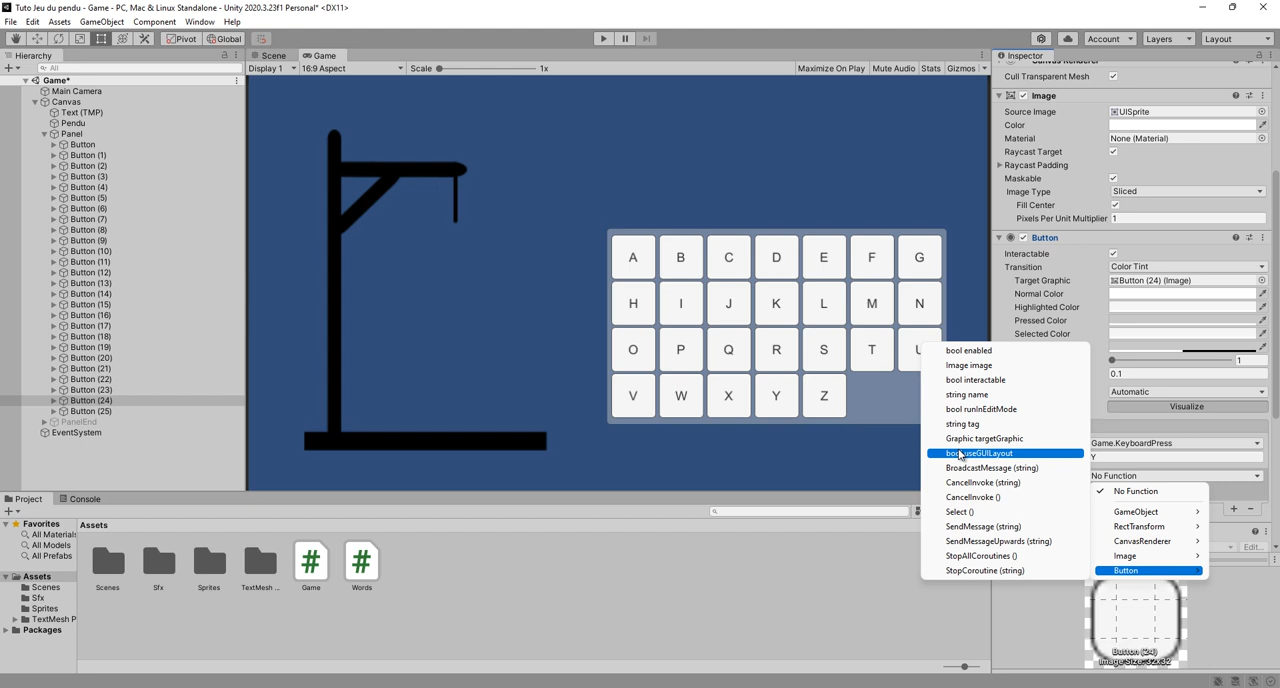 Tuto Jeu du pendu - Game - PC, Mac & Linux Standalone - Unity 2020.3.23f1 Personal* <DX11>
File Edit Assets GameObject Component Window Help
Pivot Global Account Layers Layout
Hierarchy
All
Game*
Main Camera
Canvas
Text (TMP)
Pendu
Panel
Button
Button (1)
Button (2)
Button (3)
Button (4)
Button (5)
Button (6)
Button (7)
Button (8)
Button (9)
Button (10)
Button (11)
Button (12)
Button (13)
Button (14)
Button (15)
Button (16)
Button (17)
Button (18)
Button (19)
Button (20)
Button (21)
Button (22)
Button (23)
Button (24)
Button (25)
PanelEnd
EventSystem
Scene Game
Display 1 16:9 Aspect Scale 1x Maximize On Play Mute Audio Stats Gizmos
A B C D E F G
H I J K L M N
O P Q R S T U
V W X Y Z
Inspector
Canvas Renderer
Cull Transparent Mesh
Image
Source Image UISprite
Color
Material None (Material)
Raycast Target
Raycast Padding
Maskable
Image Type Sliced
Fill Center
Pixels Per Unit Multiplier 1
Button
Interactable
Transition Color Tint
Target Graphic Button (24) (Image)
Normal Color
Highlighted Color
Pressed Color
Selected Color
1
0.1
Automatic
Visualize
Game.KeyboardPress
Y
No Function
bool enabled
Image image
bool interactable
string name
bool runInEditMode
string tag
Graphic targetGraphic
bool useGUILayout
BroadcastMessage (string)
CancelInvoke (string)
CancelInvoke ()
Select ()
SendMessage (string)
SendMessageUpwards (string)
StopAllCoroutines ()
StopCoroutine (string)
No Function
GameObject
RectTransform
CanvasRenderer
Image
Button
Edit...
Button (24)
Image Size: 32x32
Project Console
Favorites
All Materials
All Models
All Prefabs
Assets
Scenes
Sfx
Sprites
TextMesh P
Packages
Assets
Scenes Sfx Sprites TextMesh ... Game Words